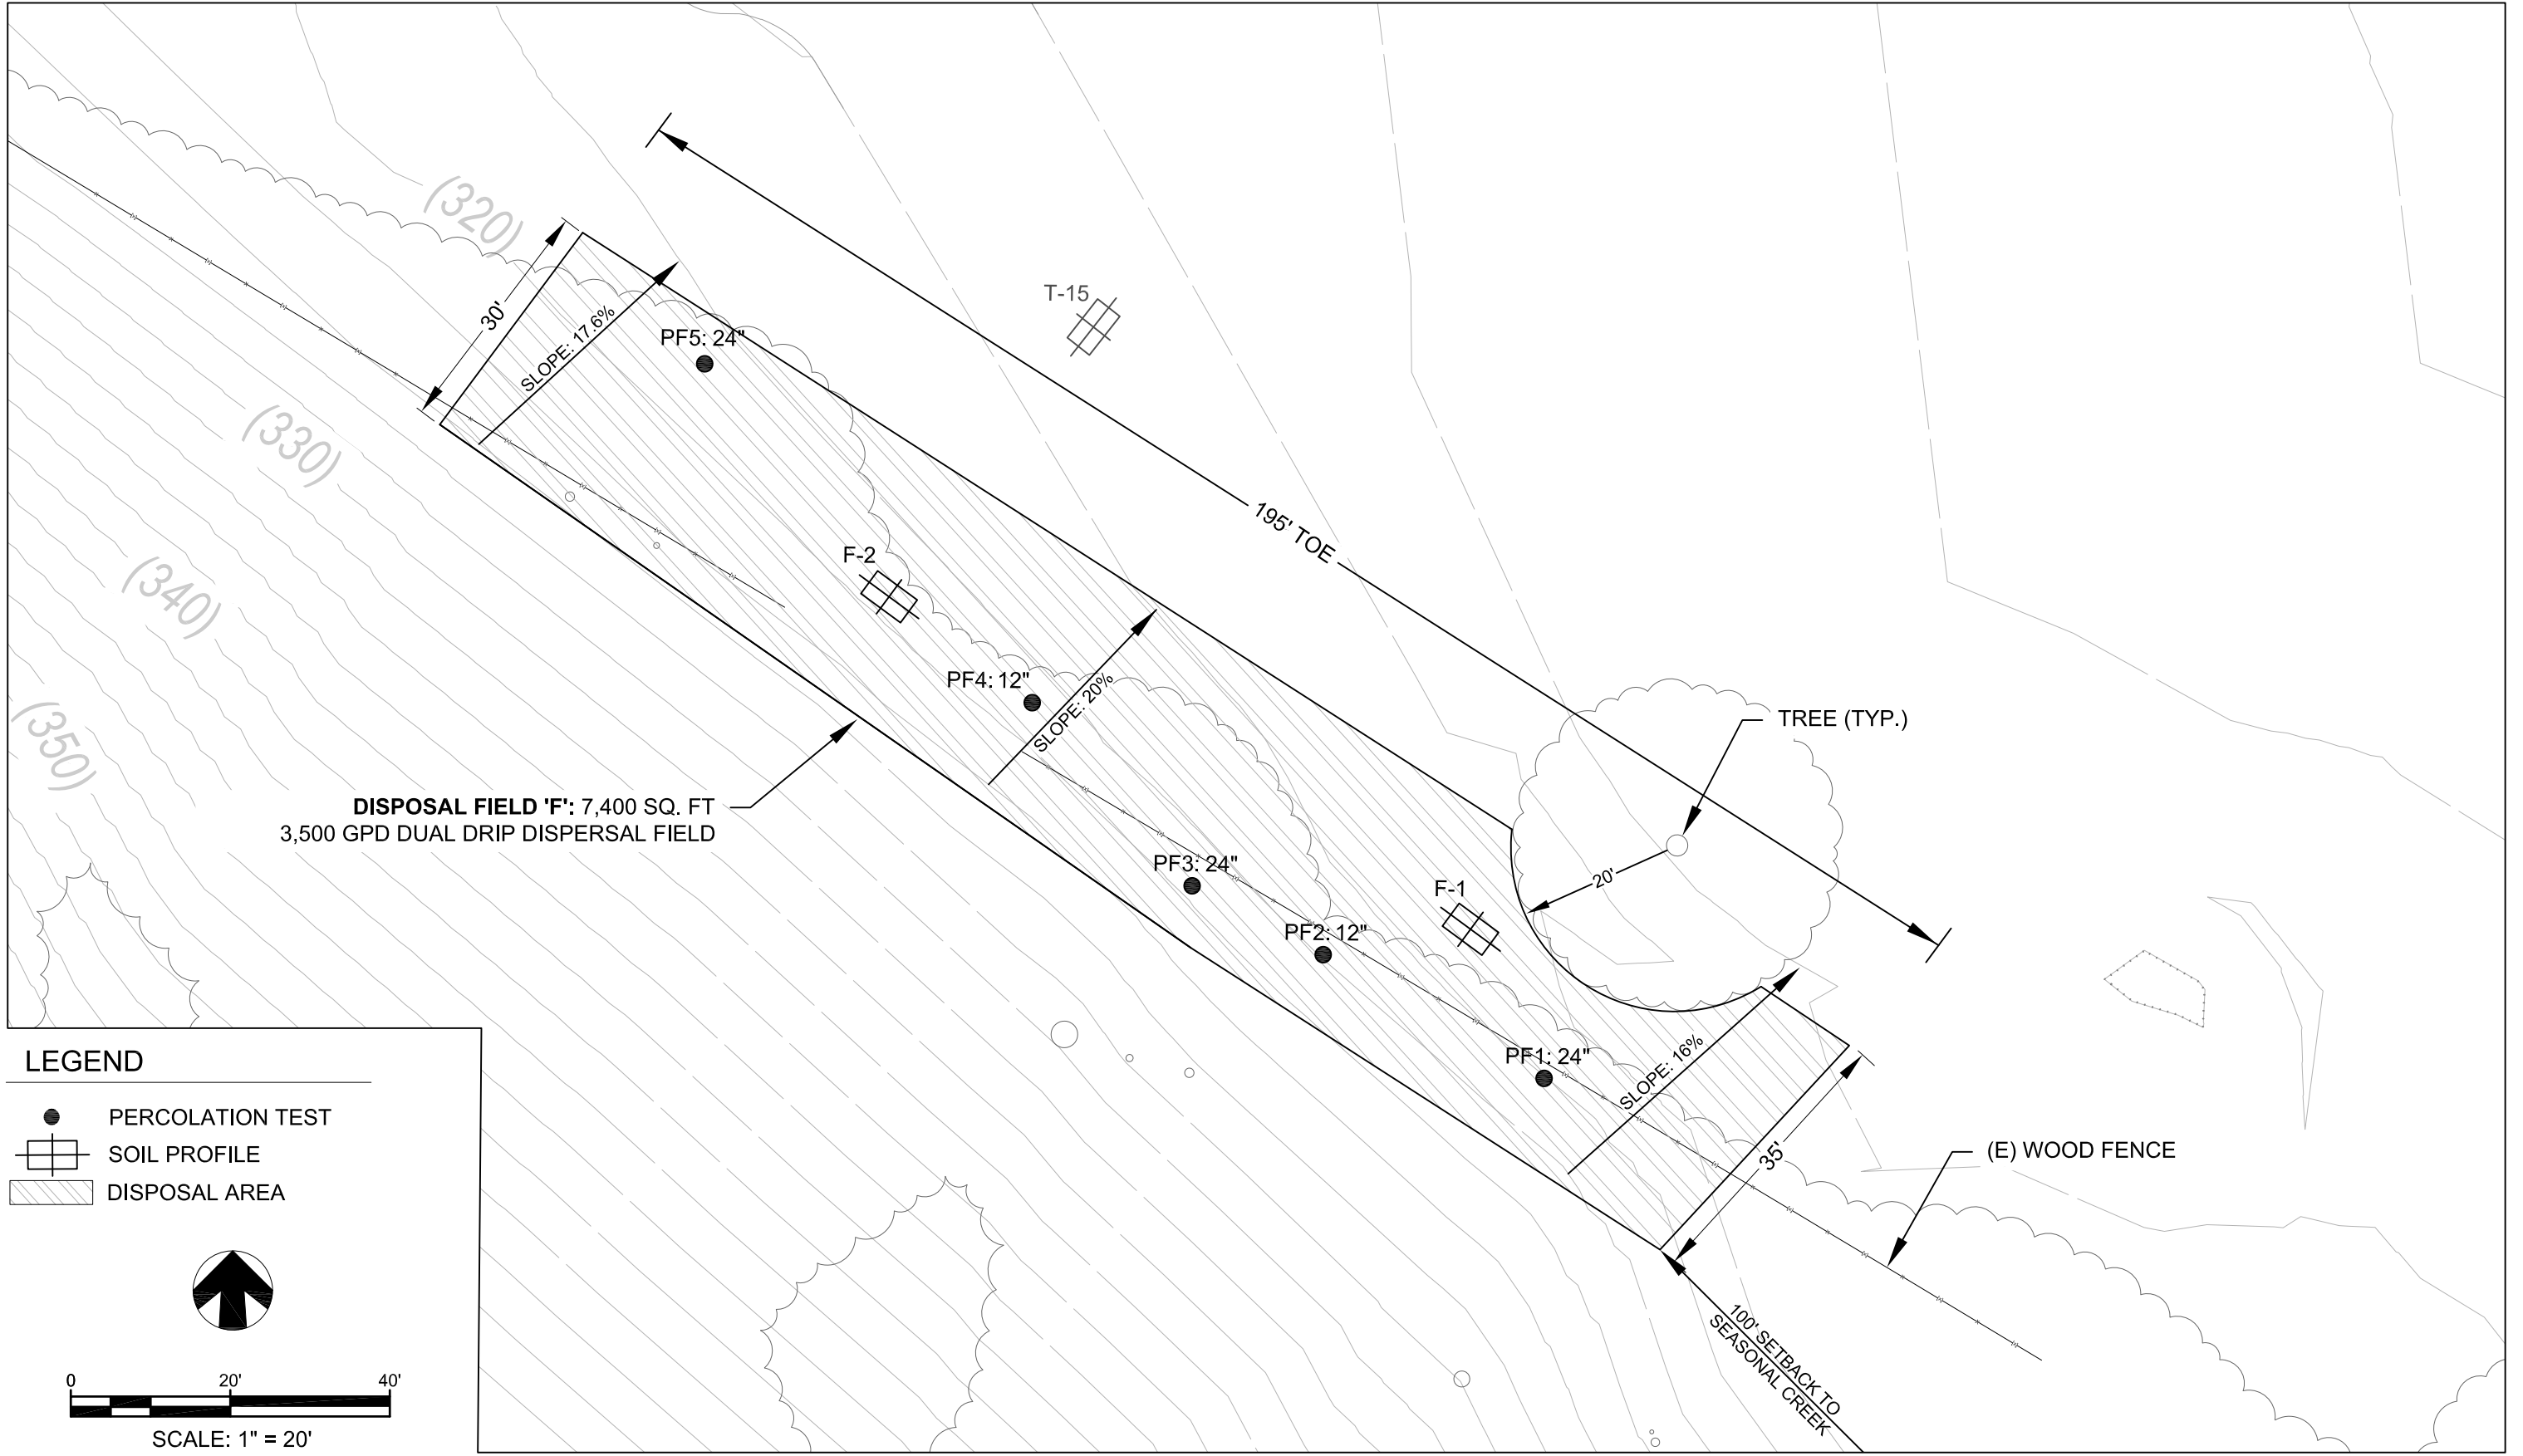 (320)
(330)
(340)
(350)
30'
SLOPE: 17.6%
PF5: 24"
T-15
195' TOE
F-2
PF4: 12"
SLOPE: 20%
TREE (TYP.)
DISPOSAL FIELD 'F': 7,400 SQ. FT
3,500 GPD DUAL DRIP DISPERSAL FIELD
PF3: 24"
20'
F-1
PF2: 12"
PF1: 24"
SLOPE: 16%
35'
(E) WOOD FENCE
100' SETBACK TO
SEASONAL CREEK
LEGEND
PERCOLATION TEST
SOIL PROFILE
DISPOSAL AREA
0 20' 40'
SCALE: 1" = 20'